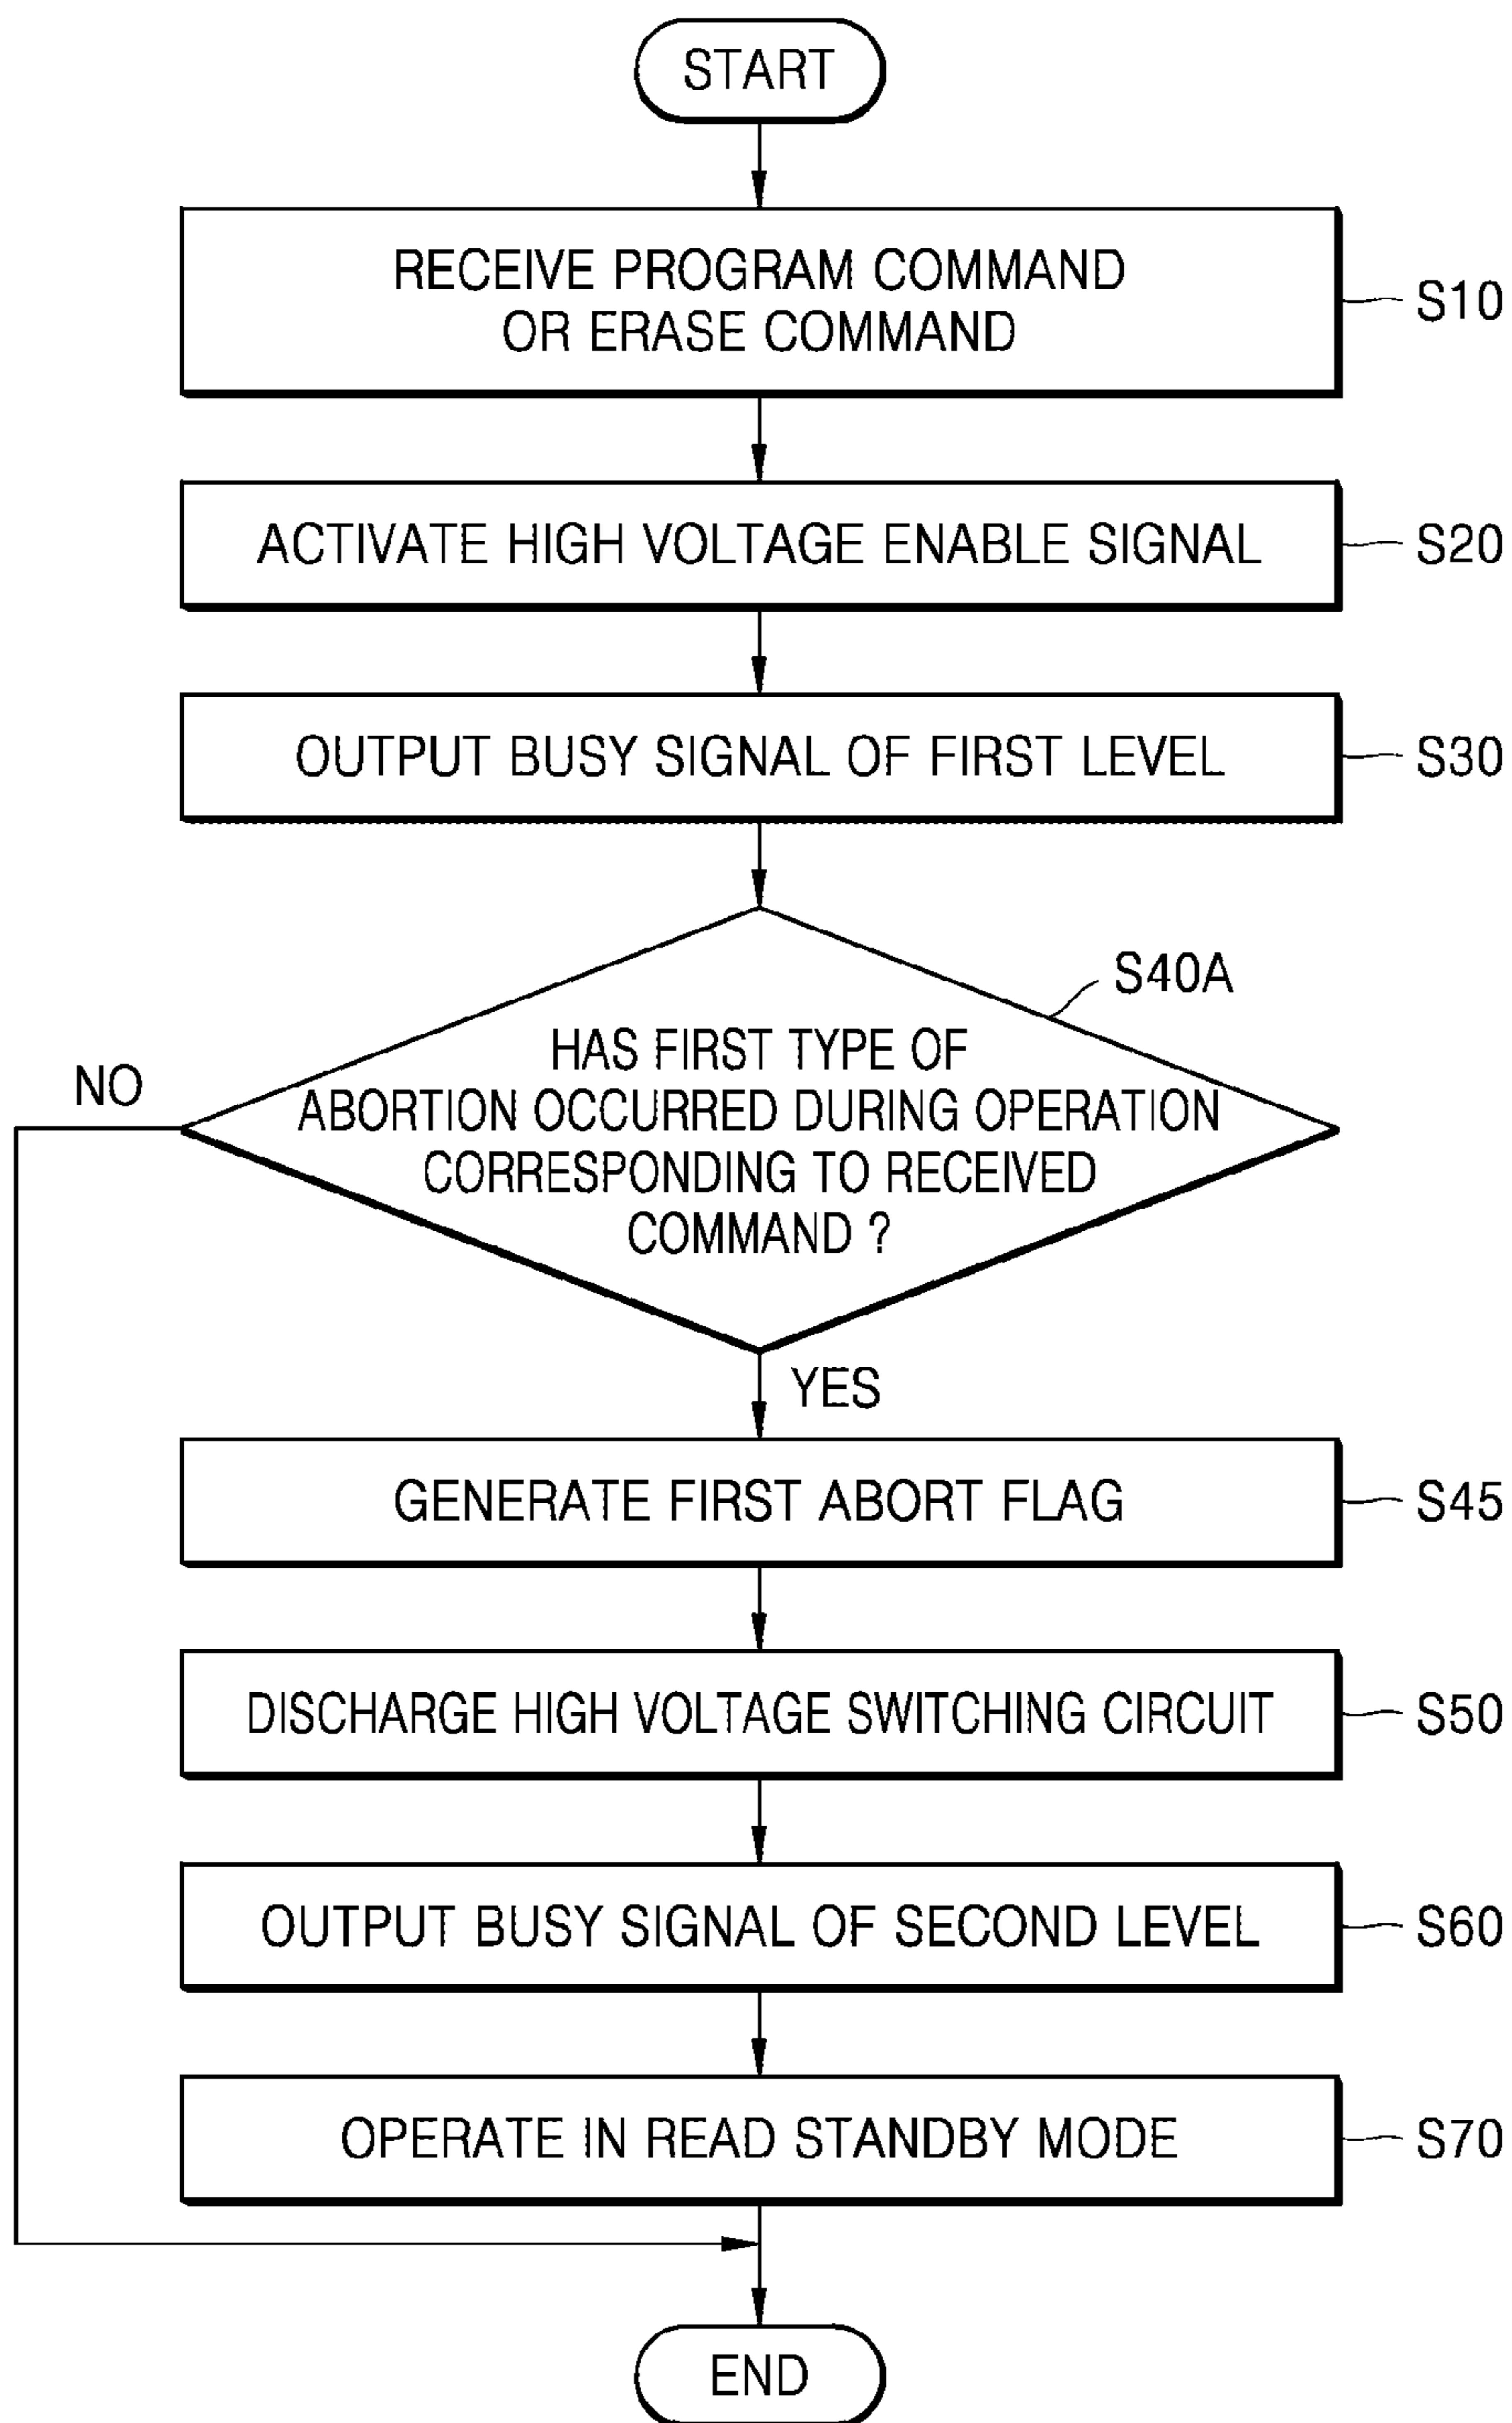 START
RECEIVE PROGRAM COMMAND
OR ERASE COMMAND
S10
ACTIVATE HIGH VOLTAGE ENABLE SIGNAL
S20
OUTPUT BUSY SIGNAL OF FIRST LEVEL
S30
S40A
HAS FIRST TYPE OF
ABORTION OCCURRED DURING OPERATION
CORRESPONDING TO RECEIVED
COMMAND ?
NO
YES
GENERATE FIRST ABORT FLAG
S45
DISCHARGE HIGH VOLTAGE SWITCHING CIRCUIT
S50
OUTPUT BUSY SIGNAL OF SECOND LEVEL
S60
OPERATE IN READ STANDBY MODE
S70
END